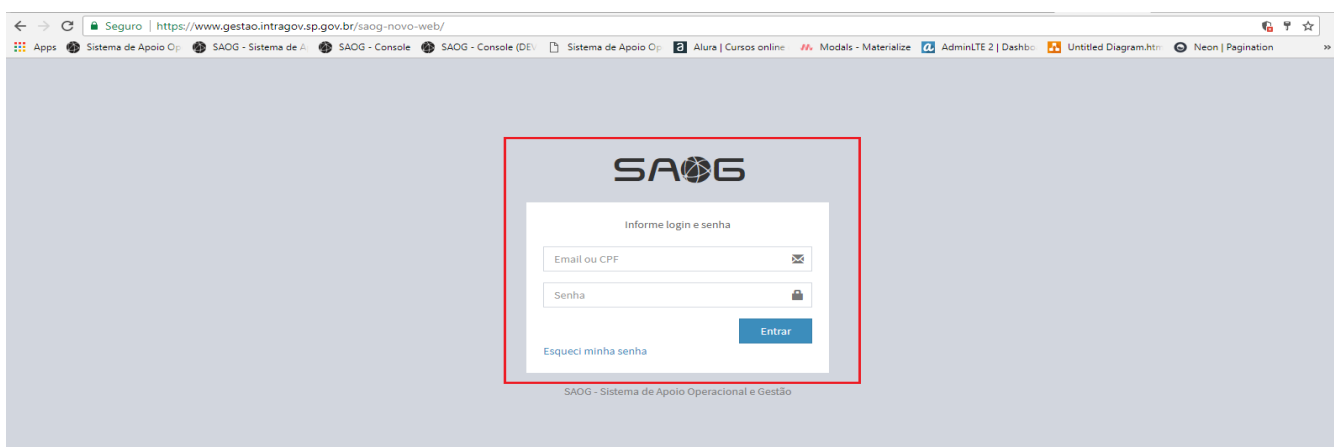 Seguro | https://www.gestao.intragov.sp.gov.br/saog-novo-web/
Apps Sistema de Apoio Op SAOG - Sistema de A SAOG - Console SAOG - Console (DEV Sistema de Apoio Op Alura | Cursos online Modals - Materialize AdminLTE 2 | Dashbo Untitled Diagram.htm Neon | Pagination »
SAOG
Informe login e senha
Email ou CPF
Senha
Entrar
Esqueci minha senha
SAOG - Sistema de Apoio Operacional e Gestão